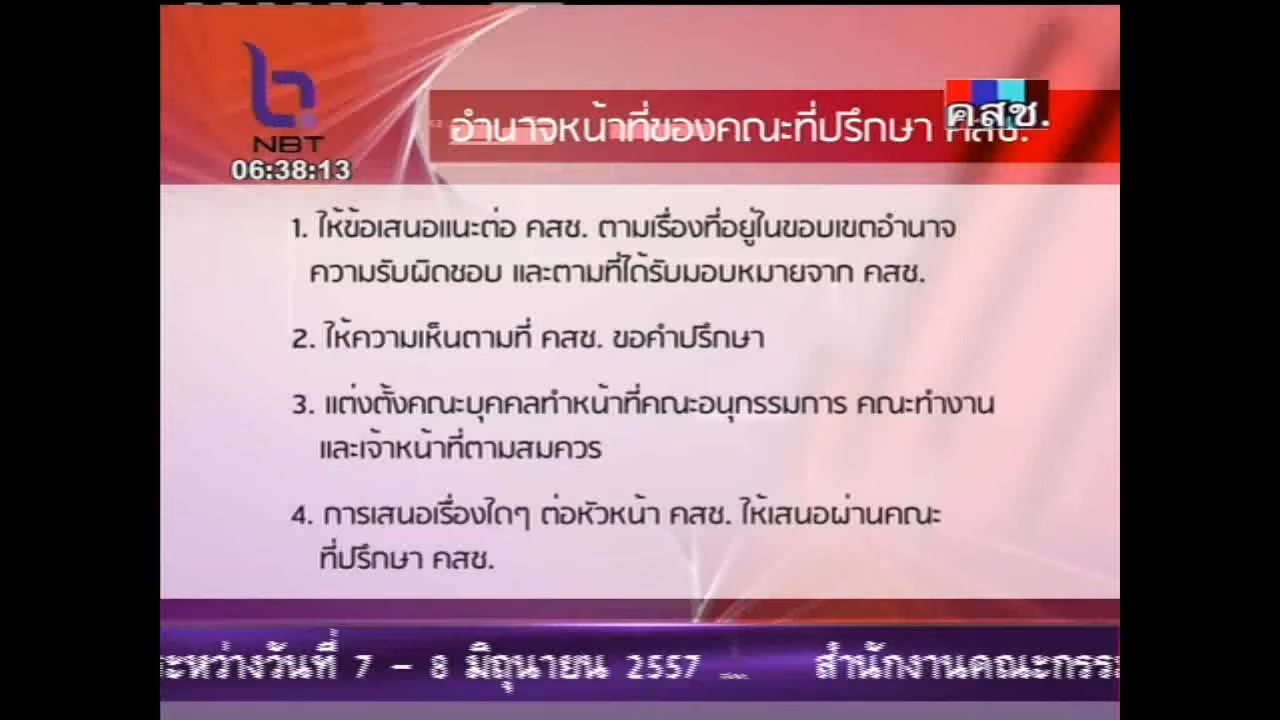 NBT
06:38:13
คสช.
อำนาจหน้าที่ของคณะที่ปรึกษา คสช.
1. ให้ข้อเสนอแนะต่อ คสช. ตามเรื่องที่อยู่ในขอบเขตอำนาจ
ความรับผิดชอบ และตามที่ได้รับมอบหมายจาก คสช.
2. ให้ความเห็นตามที่ คสช. ขอคำปรึกษา
3. แต่งตั้งคณะบุคคลทำหน้าที่คณะอนุกรรมการ คณะทำงาน
และเจ้าหน้าที่ตามสมควร
4. การเสนอเรื่องใดๆ ต่อหัวหน้า คสช. ให้เสนอผ่านคณะ
ที่ปรึกษา คสช.
ระหว่างวันที่ 7 - 8 มิถุนายน 2557 สำนักงานคณะกรร